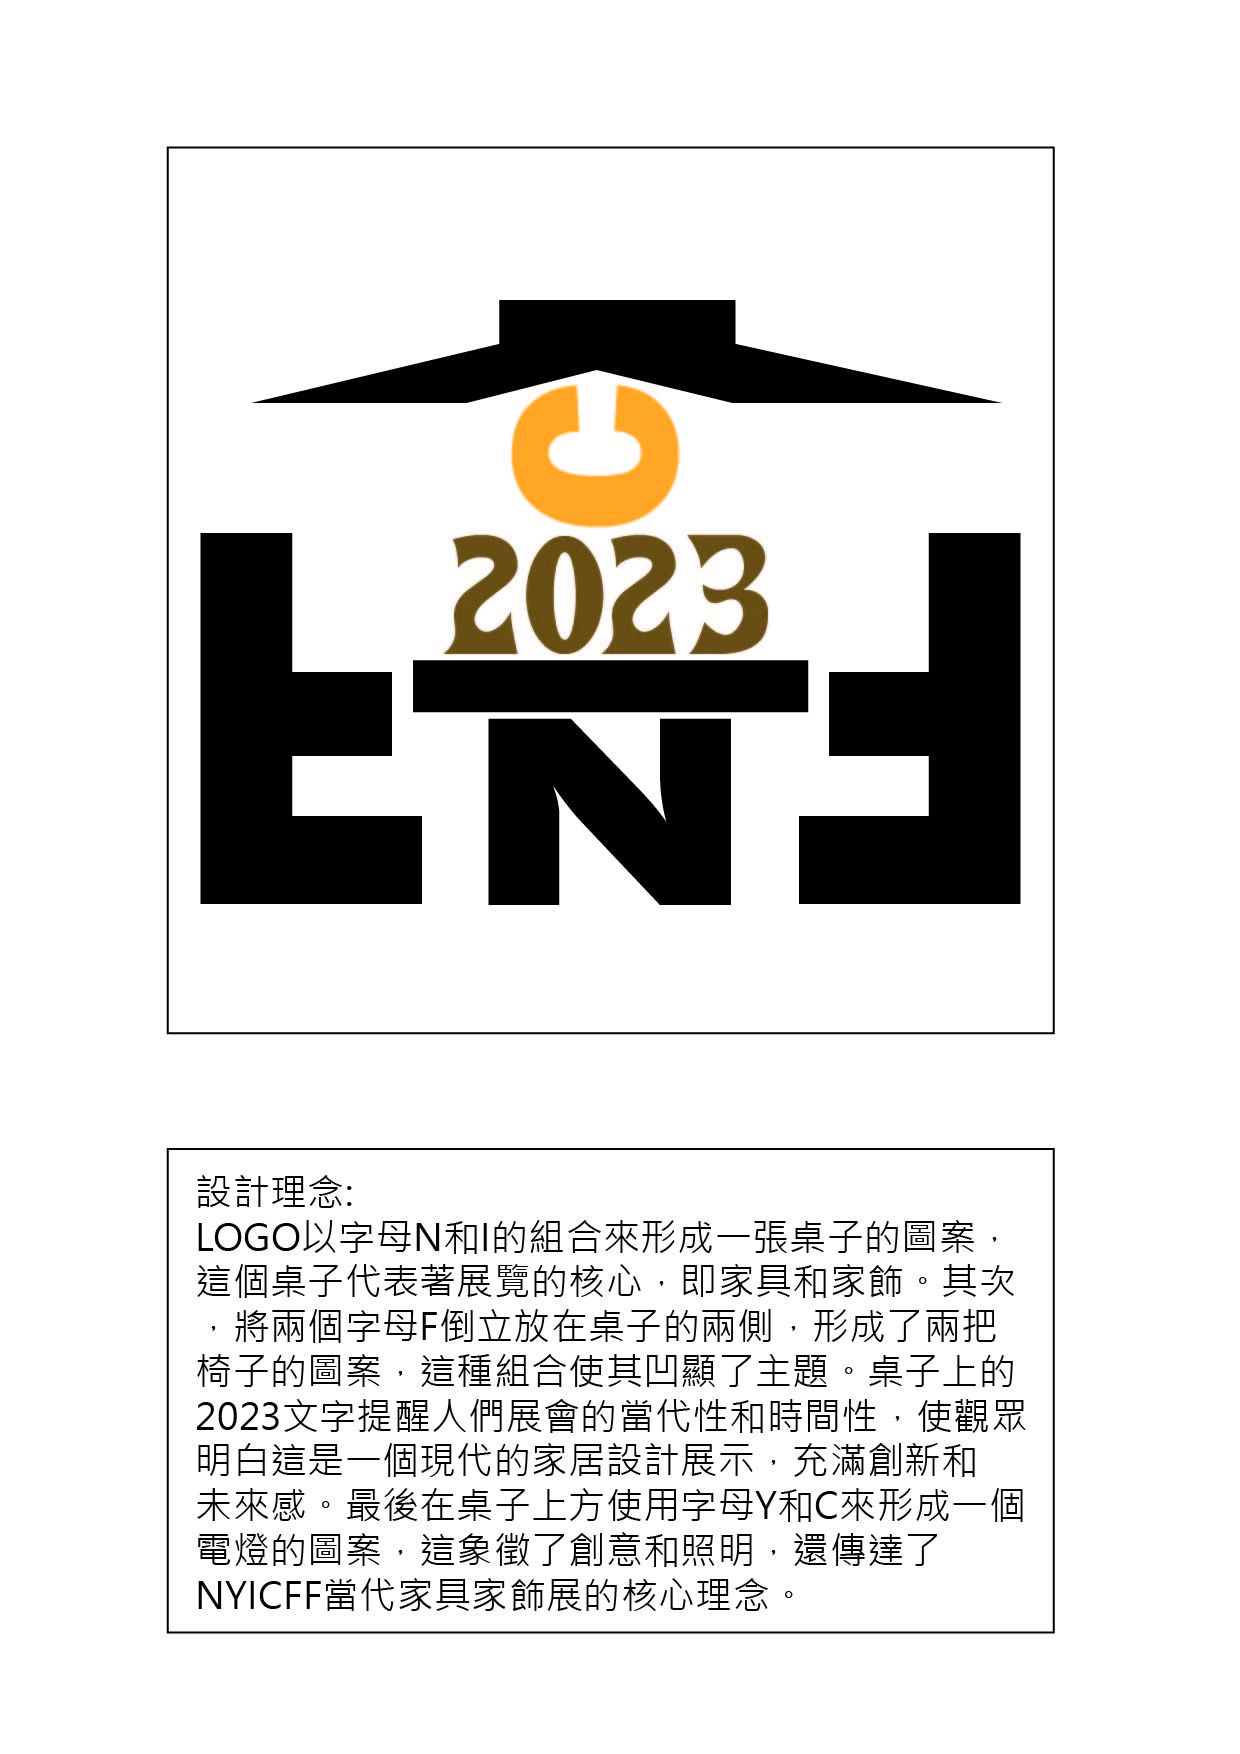 C
2023
N
設計理念:
LOGO以字母N和I的組合來形成一張桌子的圖案，
這個桌子代表著展覽的核心，即家具和家飾。其次
，將兩個字母F倒立放在桌子的兩側，形成了兩把
椅子的圖案，這種組合使其凹顯了主題。桌子上的
2023文字提醒人們展會的當代性和時間性，使觀眾
明白這是一個現代的家居設計展示，充滿創新和
未來感。最後在桌子上方使用字母Y和C來形成一個
電燈的圖案，這象徵了創意和照明，還傳達了
NYICFF當代家具家飾展的核心理念。